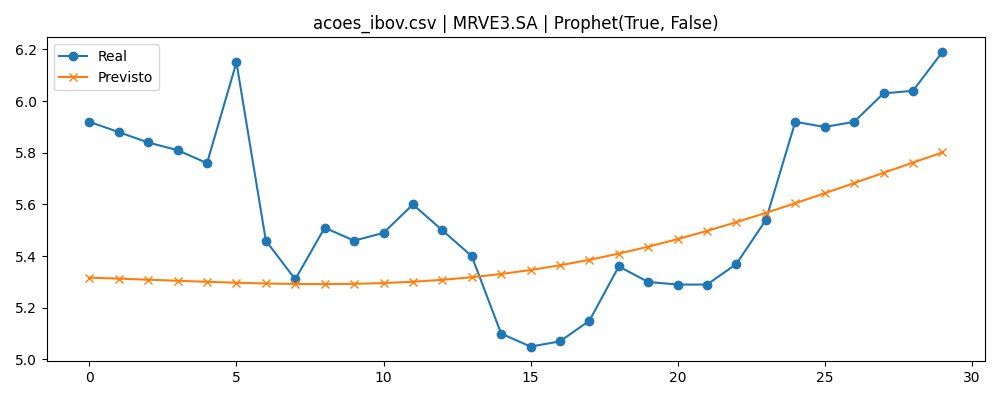 acoes_ibov.csv | MRVE3.SA | Prophet(True, False)
Real
Previsto
6.2
6.0
5.8
5.6
5.4
5.2
5.0
0 5 10 15 20 25 30